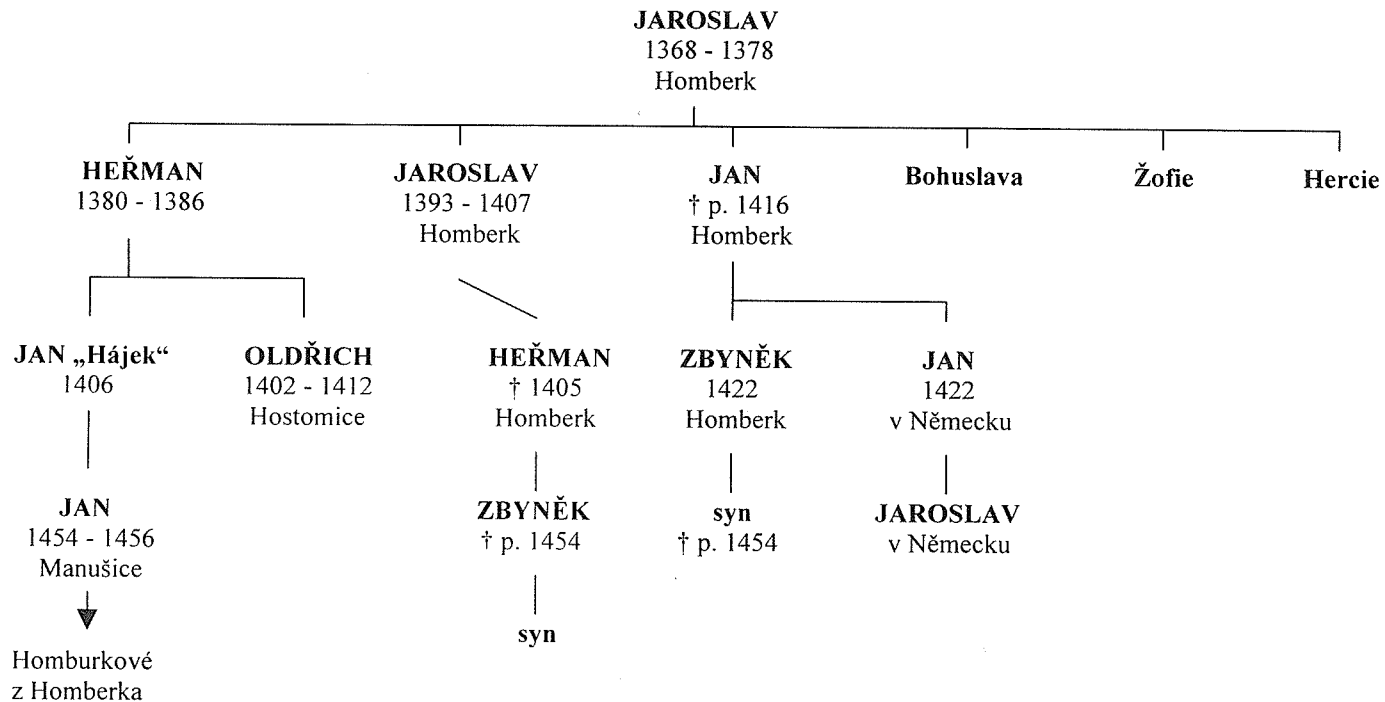 JAROSLAV
1368 - 1378
Homberk
HEŘMAN
1380 - 1386
JAROSLAV
1393 - 1407
Homberk
JAN
† p. 1416
Homberk
Bohuslava
Žofie
Hercie
JAN „Hájek“
1406
OLDŘICH
1402 - 1412
Hostomice
HEŘMAN
† 1405
Homberk
ZBYNĚK
1422
Homberk
JAN
1422
v Německu
JAN
1454 - 1456
Manušice
ZBYNĚK
† p. 1454
syn
† p. 1454
JAROSLAV
v Německu
syn
Homburkové
z Homberka